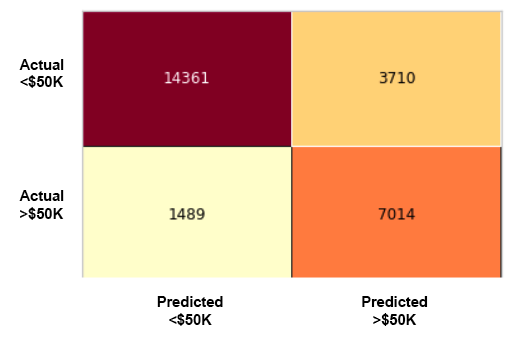 Actual
<$50K
14361
3710
Actual
>$50K
1489
7014
Predicted
<$50K
Predicted
>$50K